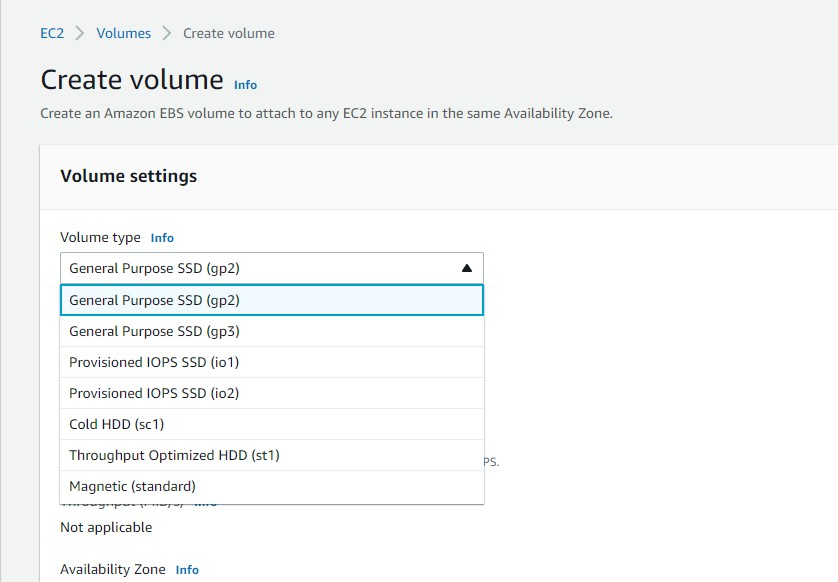 EC2 > Volumes > Create volume
Create volume Info
Create an Amazon EBS volume to attach to any EC2 instance in the same Availability Zone.
Volume settings
Volume type Info
General Purpose SSD (gp2)
General Purpose SSD (gp2)
General Purpose SSD (gp3)
Provisioned IOPS SSD (io1)
Provisioned IOPS SSD (io2)
Cold HDD (sc1)
Throughput Optimized HDD (st1)
PS.
Magnetic (standard)
Throughput (MiB/s) Info
Not applicable
Availability Zone Info